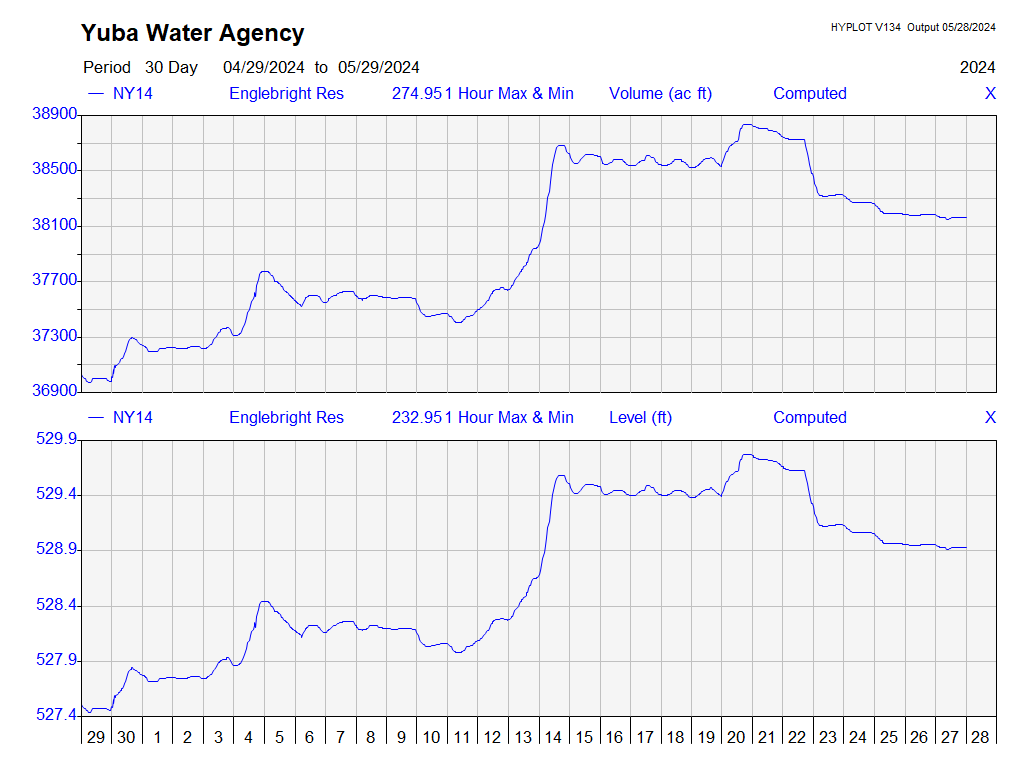 Yuba Water Agency
HYPLOT V134 Output 05/28/2024
Period 30 Day 04/29/2024 to 05/29/2024 2024
NY14 Englebright Res 274.951 Hour Max & Min Volume (ac ft) Computed X
38900
38500
38100
37700
37300
36900
NY14 Englebright Res 232.951 Hour Max & Min Level (ft) Computed X
529.9
529.4
528.9
528.4
527.9
527.4
29 30 1 2 3 4 5 6 7 8 9 10 11 12 13 14 15 16 17 18 19 20 21 22 23 24 25 26 27 28